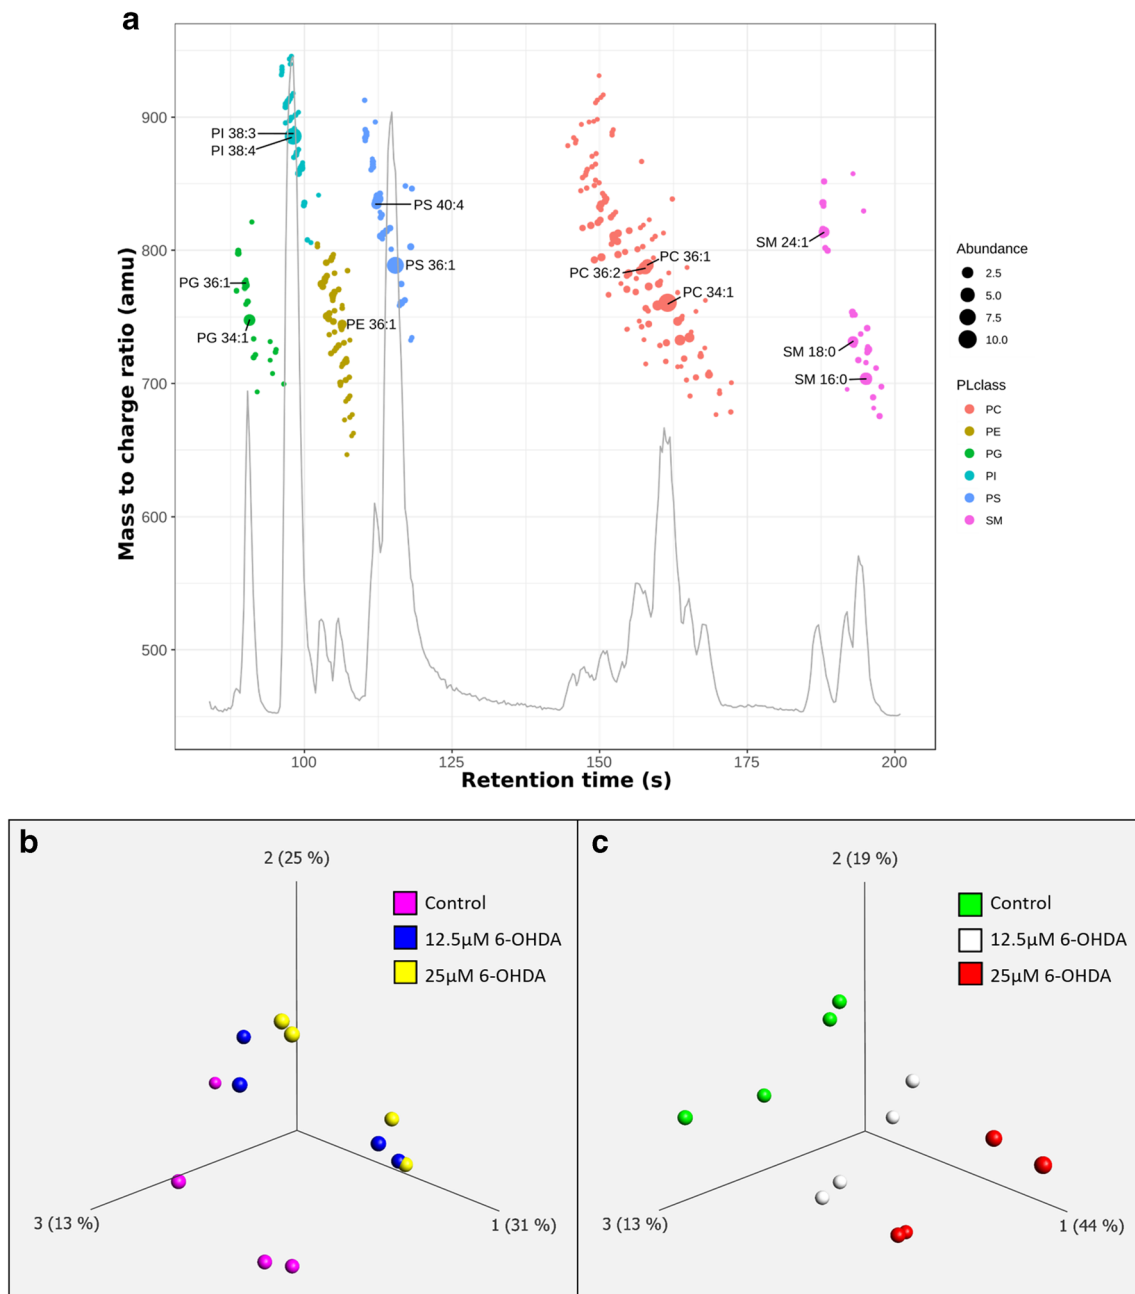 a
Mass to charge ratio (amu)
900
800
700
600
500
PI 38:3
PI 38:4
PS 40:4
PG 36:1
PS 36:1
PG 34:1
PE 36:1
PC 36:1
PC 36:2
PC 34:1
SM 24:1
SM 18:0
SM 16:0
100 125 150 175 200
Retention time (s)
Abundance
2.5
5.0
7.5
10.0
PLclass
PC
PE
PG
PI
PS
SM
b
2 (25 %)
Control
12.5µM 6-OHDA
25µM 6-OHDA
3 (13 %)
1 (31 %)
c
2 (19 %)
Control
12.5µM 6-OHDA
25µM 6-OHDA
3 (13 %)
1 (44 %)